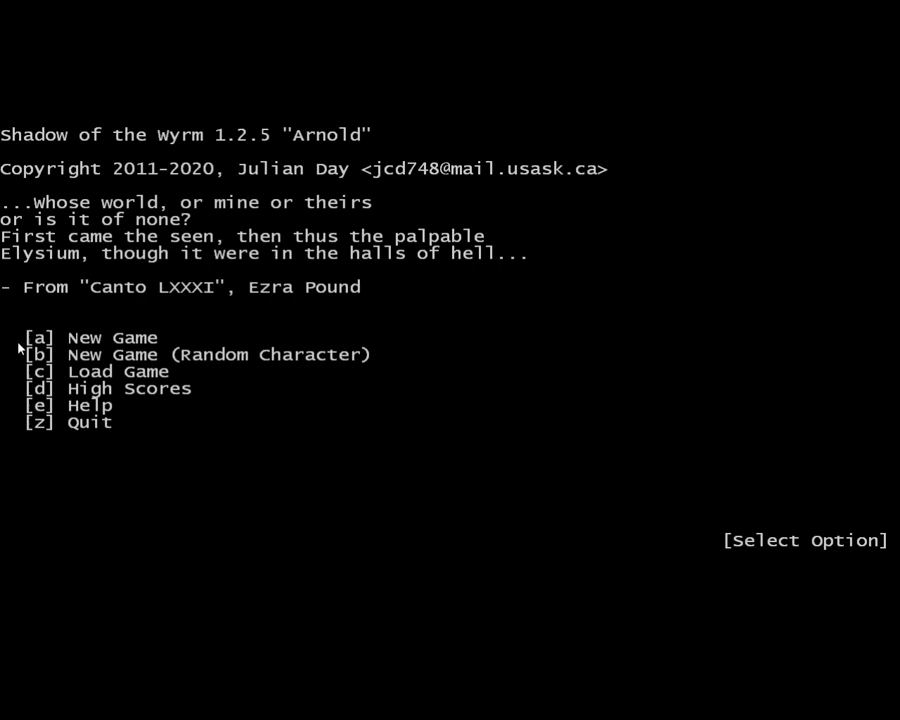 Shadow of the Wyrm 1.2.5 "Arnold"
Copyright 2011-2020, Julian Day <jcd748@mail.usask.ca>
...Whose world, or mine or theirs
or is it of none?
First came the seen, then thus the palpable
Elysium, though it were in the halls of hell...
- From "Canto LXXXI", Ezra Pound
[a] New Game
[b] New Game (Random Character)
[c] Load Game
[d] High Scores
[e] Help
[z] Quit
[Select Option]